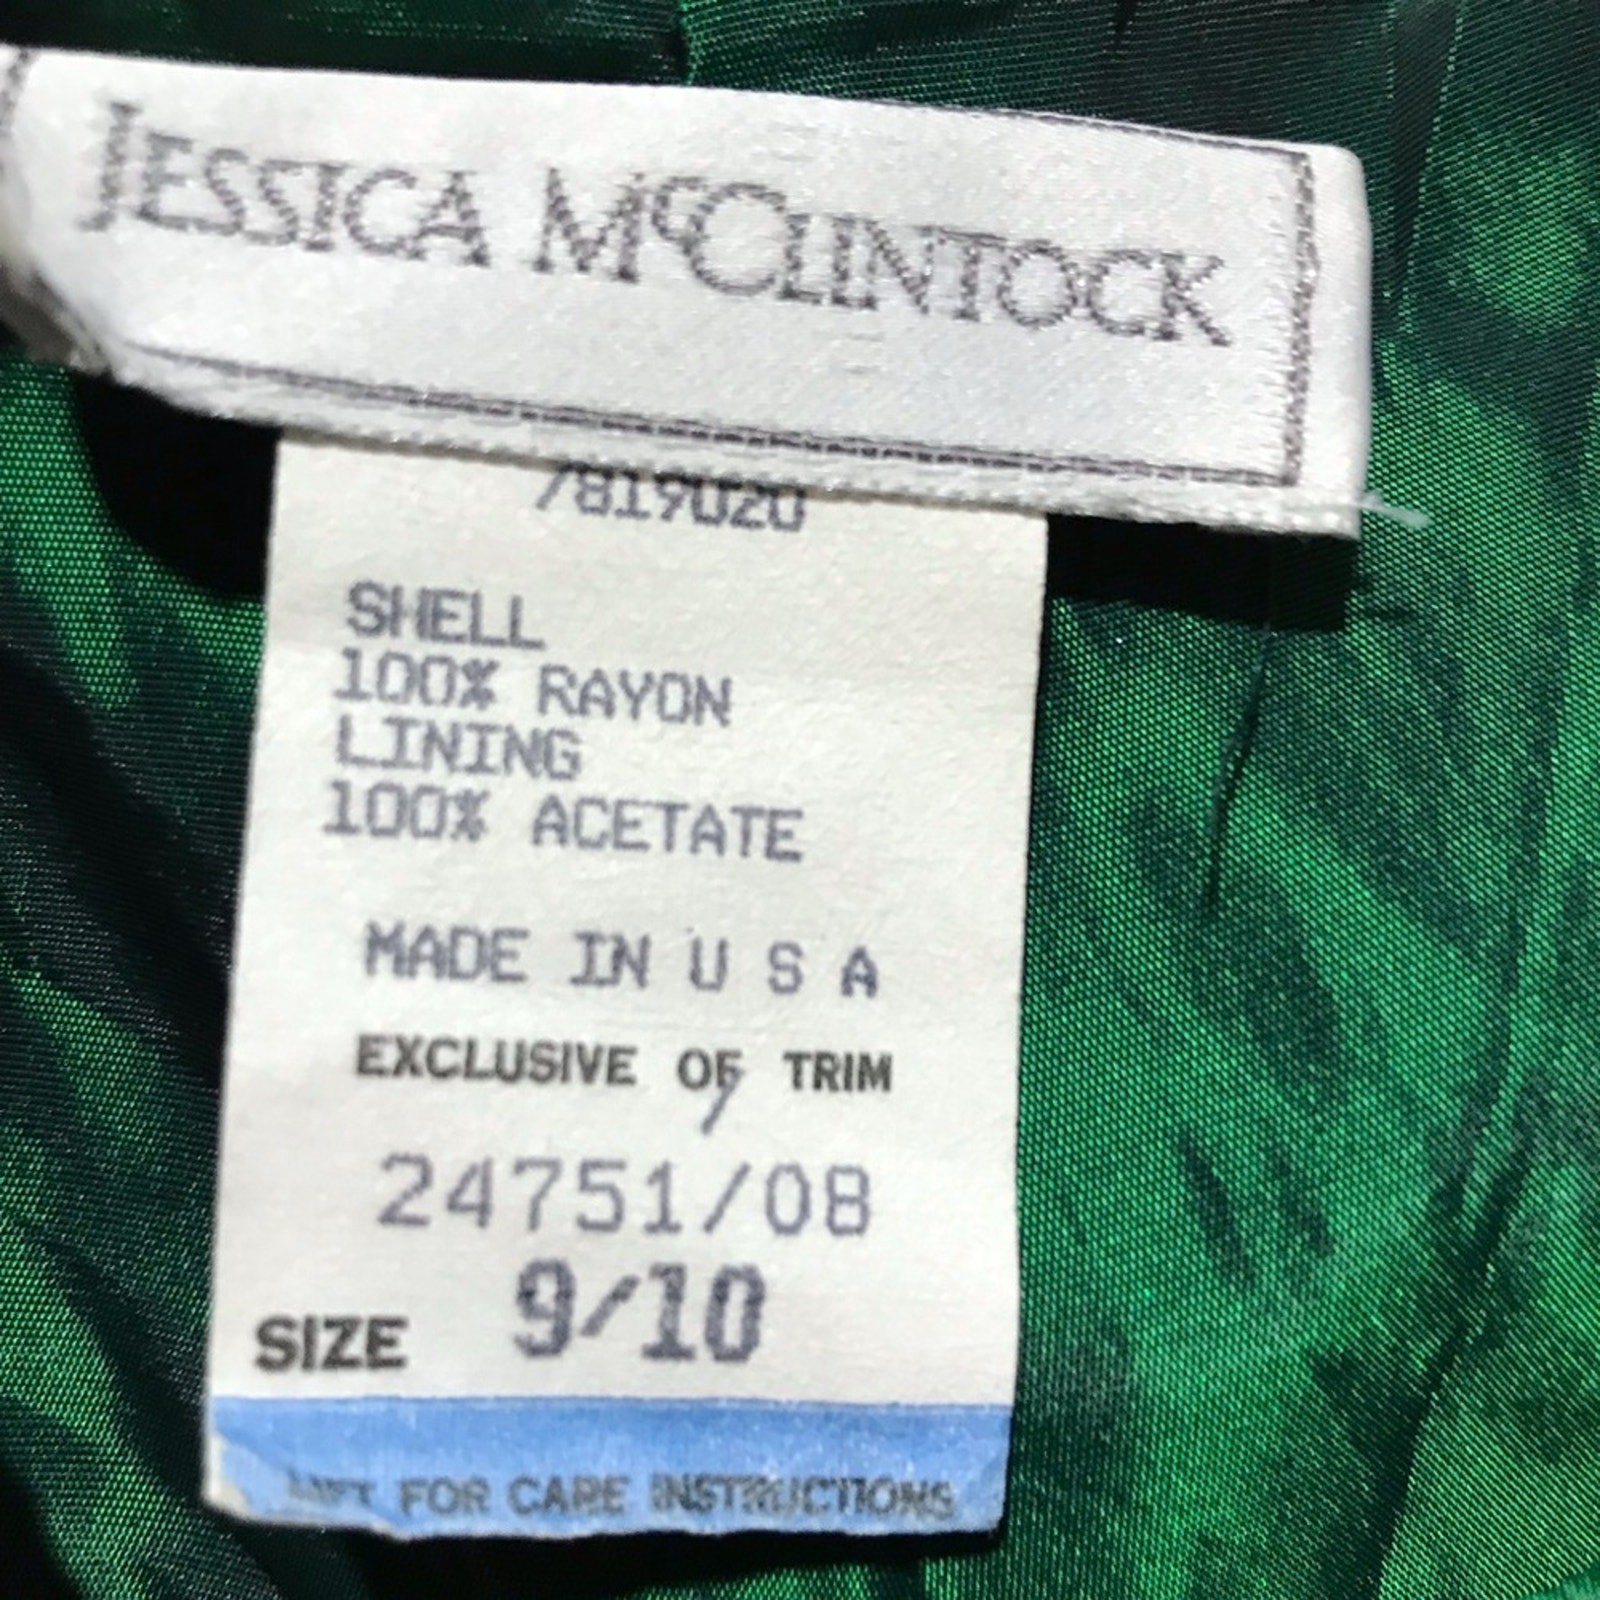 JESSICA MCCLINTOCK
7819020
SHELL
100% RAYON
LINING
100% ACETATE
MADE IN U S A
EXCLUSIVE OF TRIM
24751/08
SIZE 9/10
LIFT FOR CARE INSTRUCTIONS